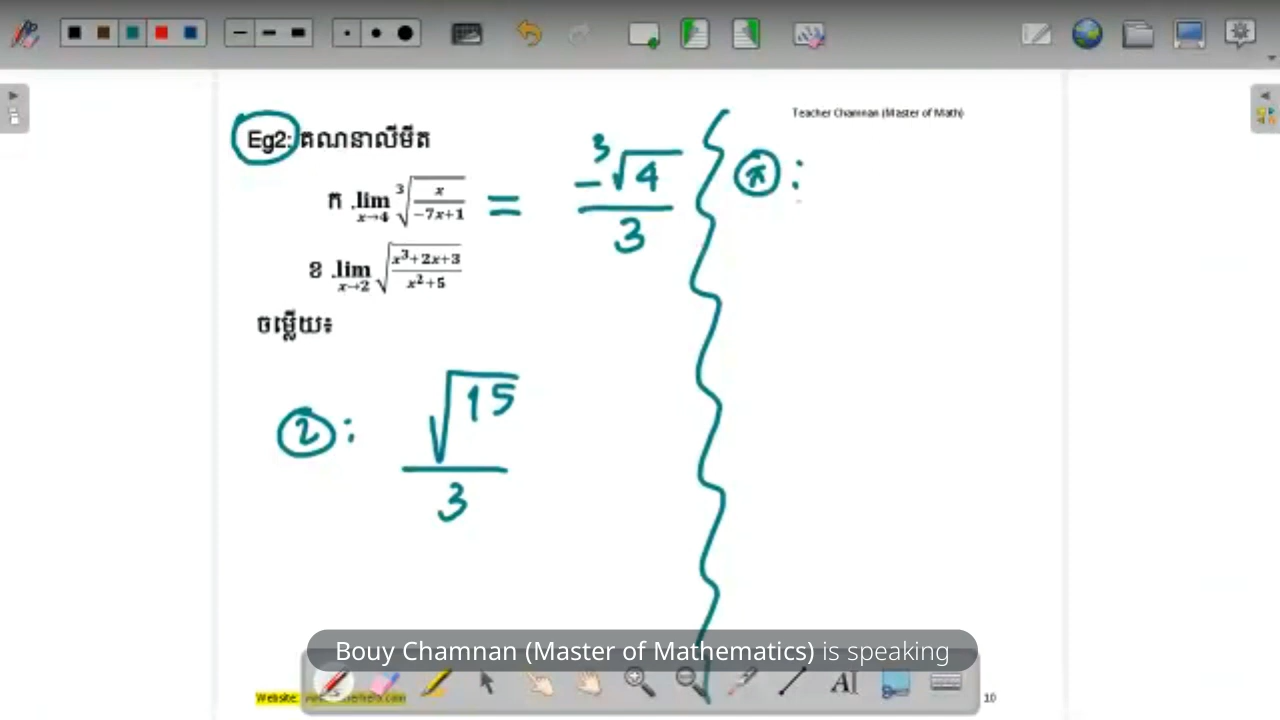 Teacher Chamnan (Master of Math)
Eg2: គណនាលីមីត
ក .lim x→4 ∛(x/(−7x+1)) = −∛4/3
ខ .lim x→2 √((x³+2x+3)/(x²+5))
ចម្លើយ៖
2 : √15/3
ក :
Bouy Chamnan (Master of Mathematics) is speaking
Website:
10